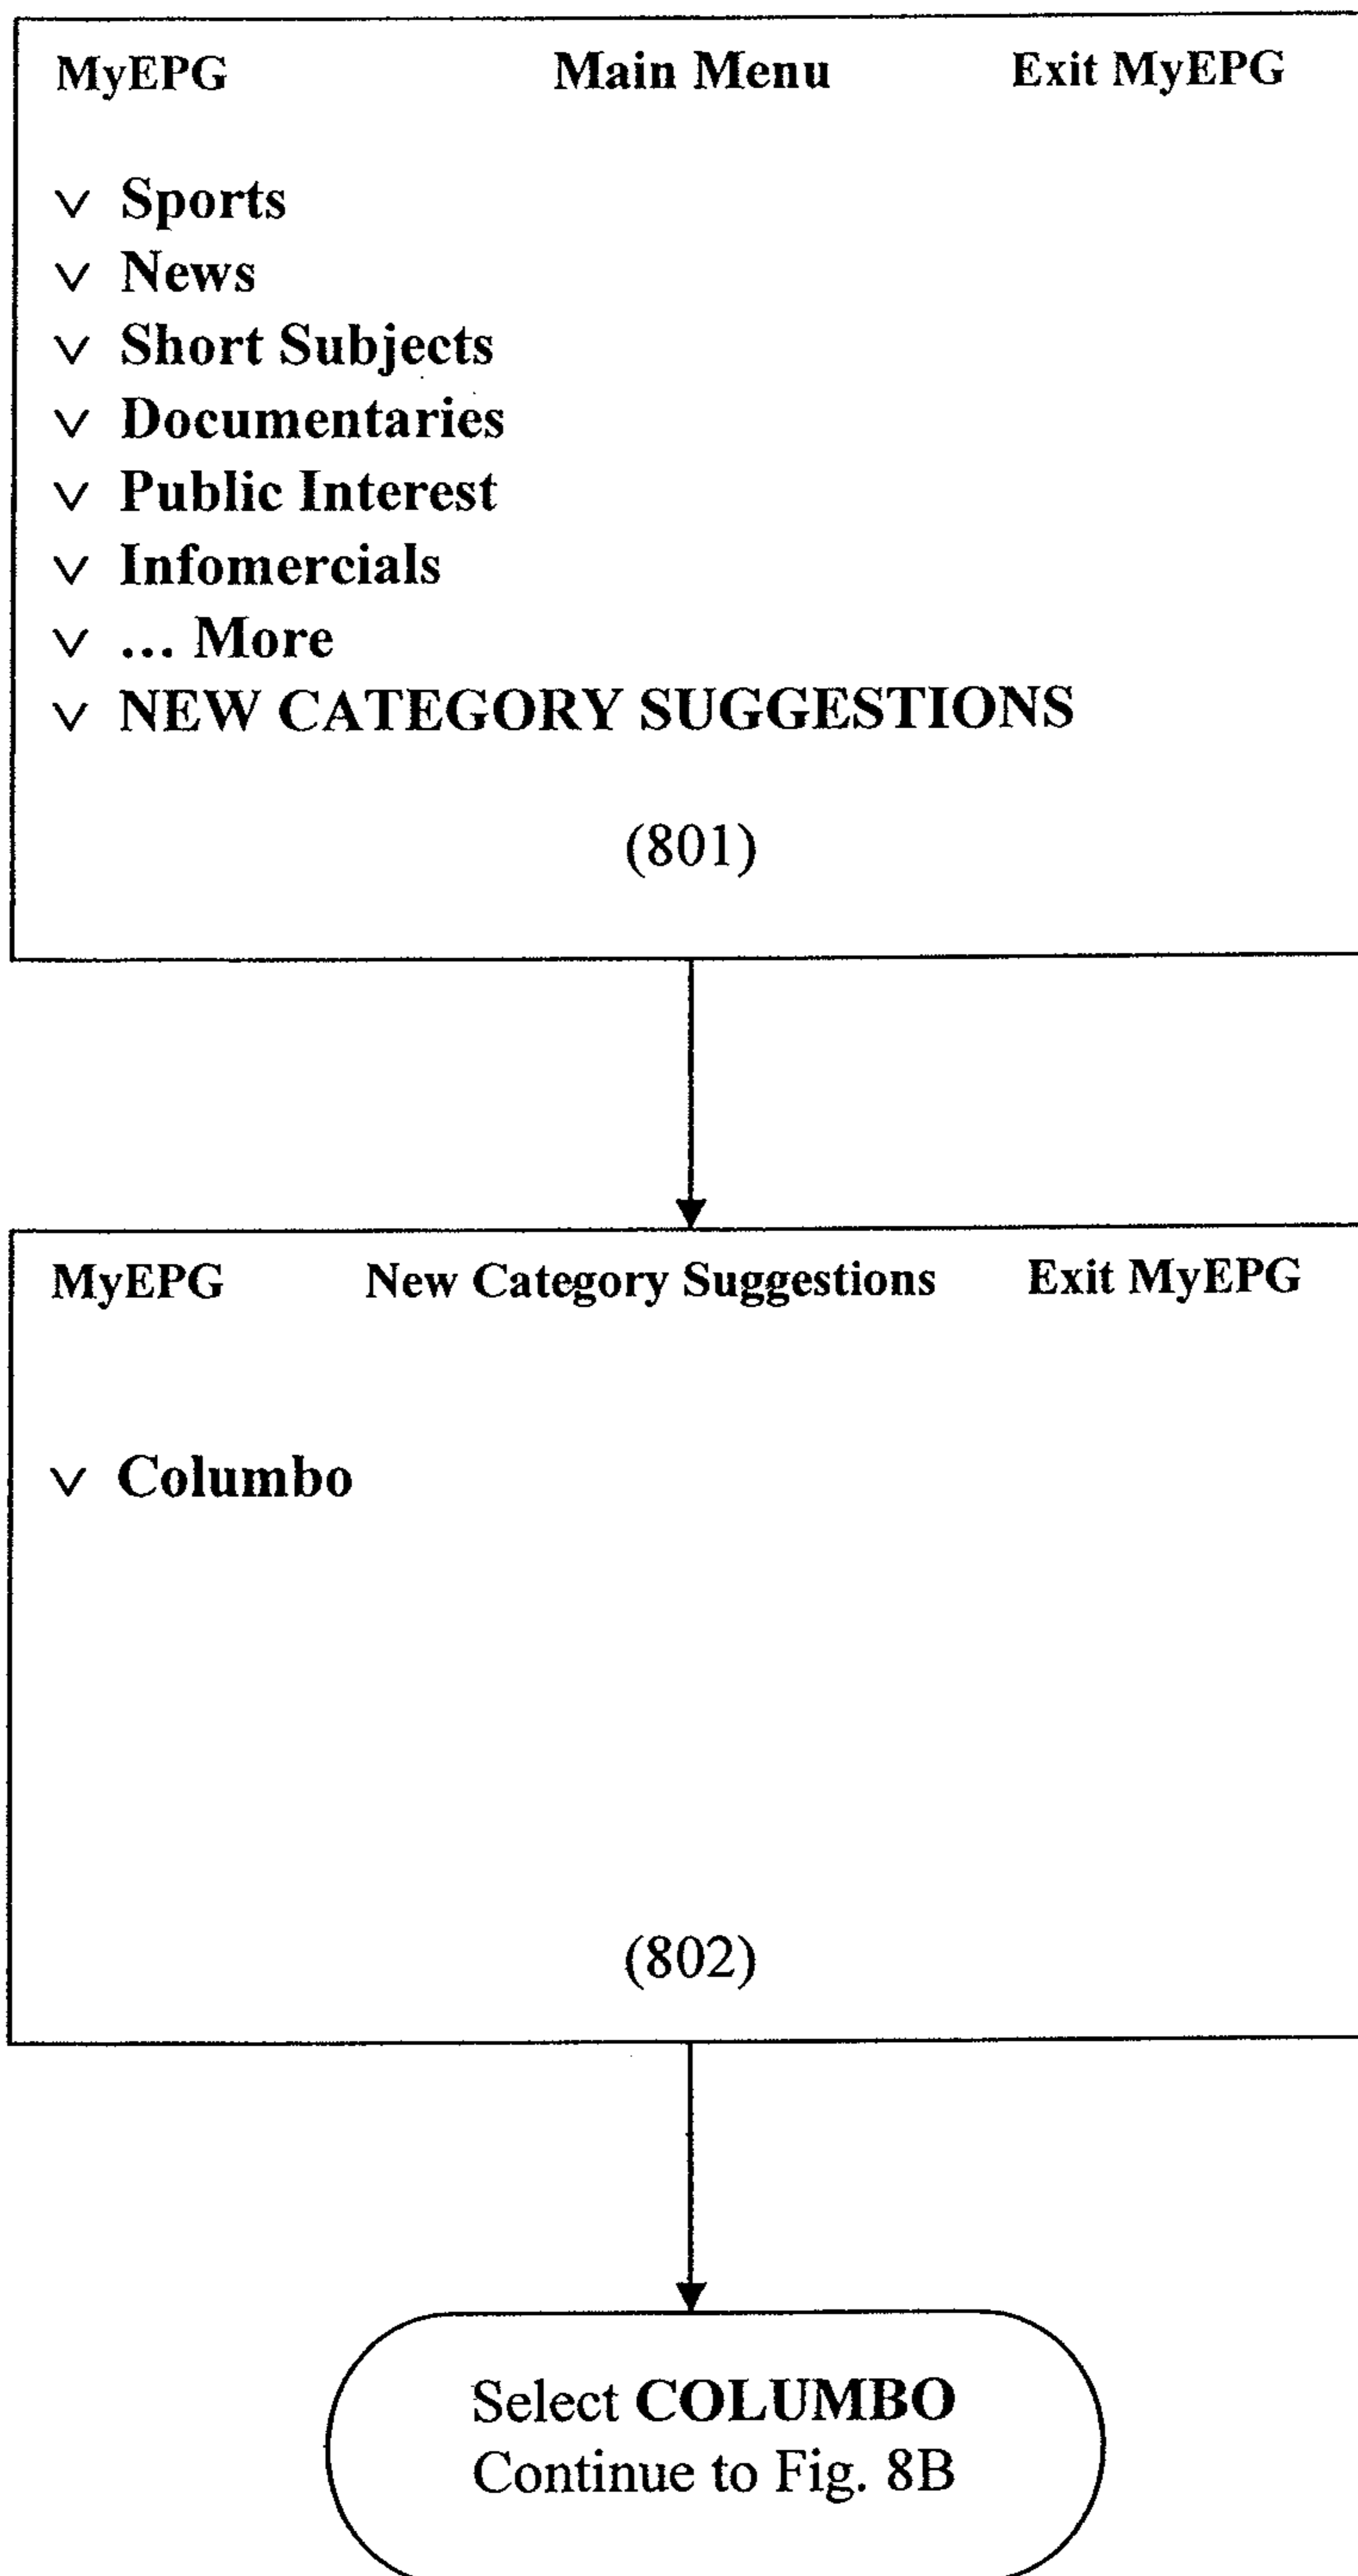 MyEPG Main Menu Exit MyEPG
∨ Sports
∨ News
∨ Short Subjects
∨ Documentaries
∨ Public Interest
∨ Infomercials
∨ ... More
∨ NEW CATEGORY SUGGESTIONS
(801)
MyEPG New Category Suggestions Exit MyEPG
∨ Columbo
(802)
Select COLUMBO
Continue to Fig. 8B